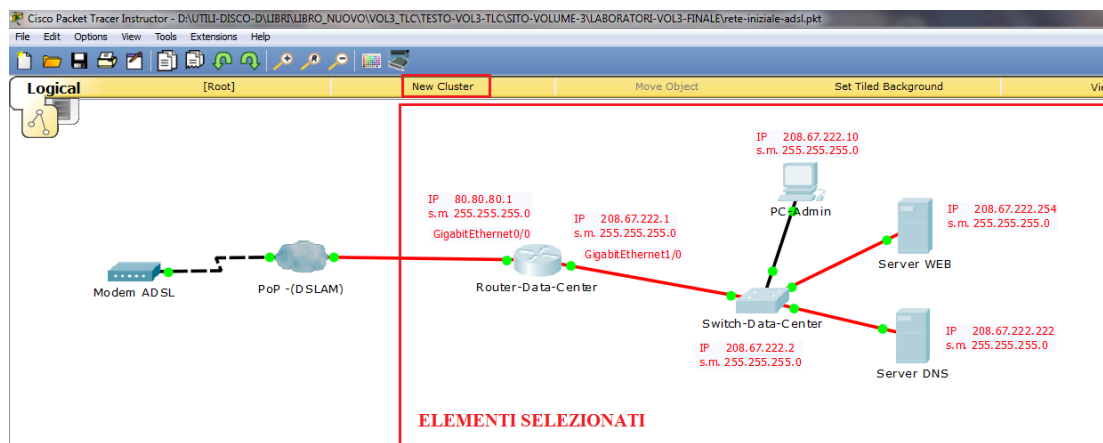 Cisco Packet Tracer Instructor - D:\UTILI-DISCO-D\LIBRI\LIBRO_NUOVO\VOL3_TLC\TESTO-VOL3-TLC\SITO-VOLUME-3\LABORATORI-VOL3-FINALE\rete-iniziale-adsl.pkt
File Edit Options View Tools Extensions Help
Logical [Root] New Cluster Move Object Set Tiled Background Vie
IP 208.67.222.10
s.m. 255.255.255.0
PC-Admin
IP 80.80.80.1
s.m. 255.255.255.0
GigabitEthernet0/0
IP 208.67.222.1
s.m. 255.255.255.0
GigabitEthernet1/0
IP 208.67.222.254
s.m. 255.255.255.0
Server WEB
Modem ADSL
PoP -(DSLAM)
Router-Data-Center
Switch-Data-Center
IP 208.67.222.2
s.m. 255.255.255.0
IP 208.67.222.222
s.m. 255.255.255.0
Server DNS
ELEMENTI SELEZIONATI